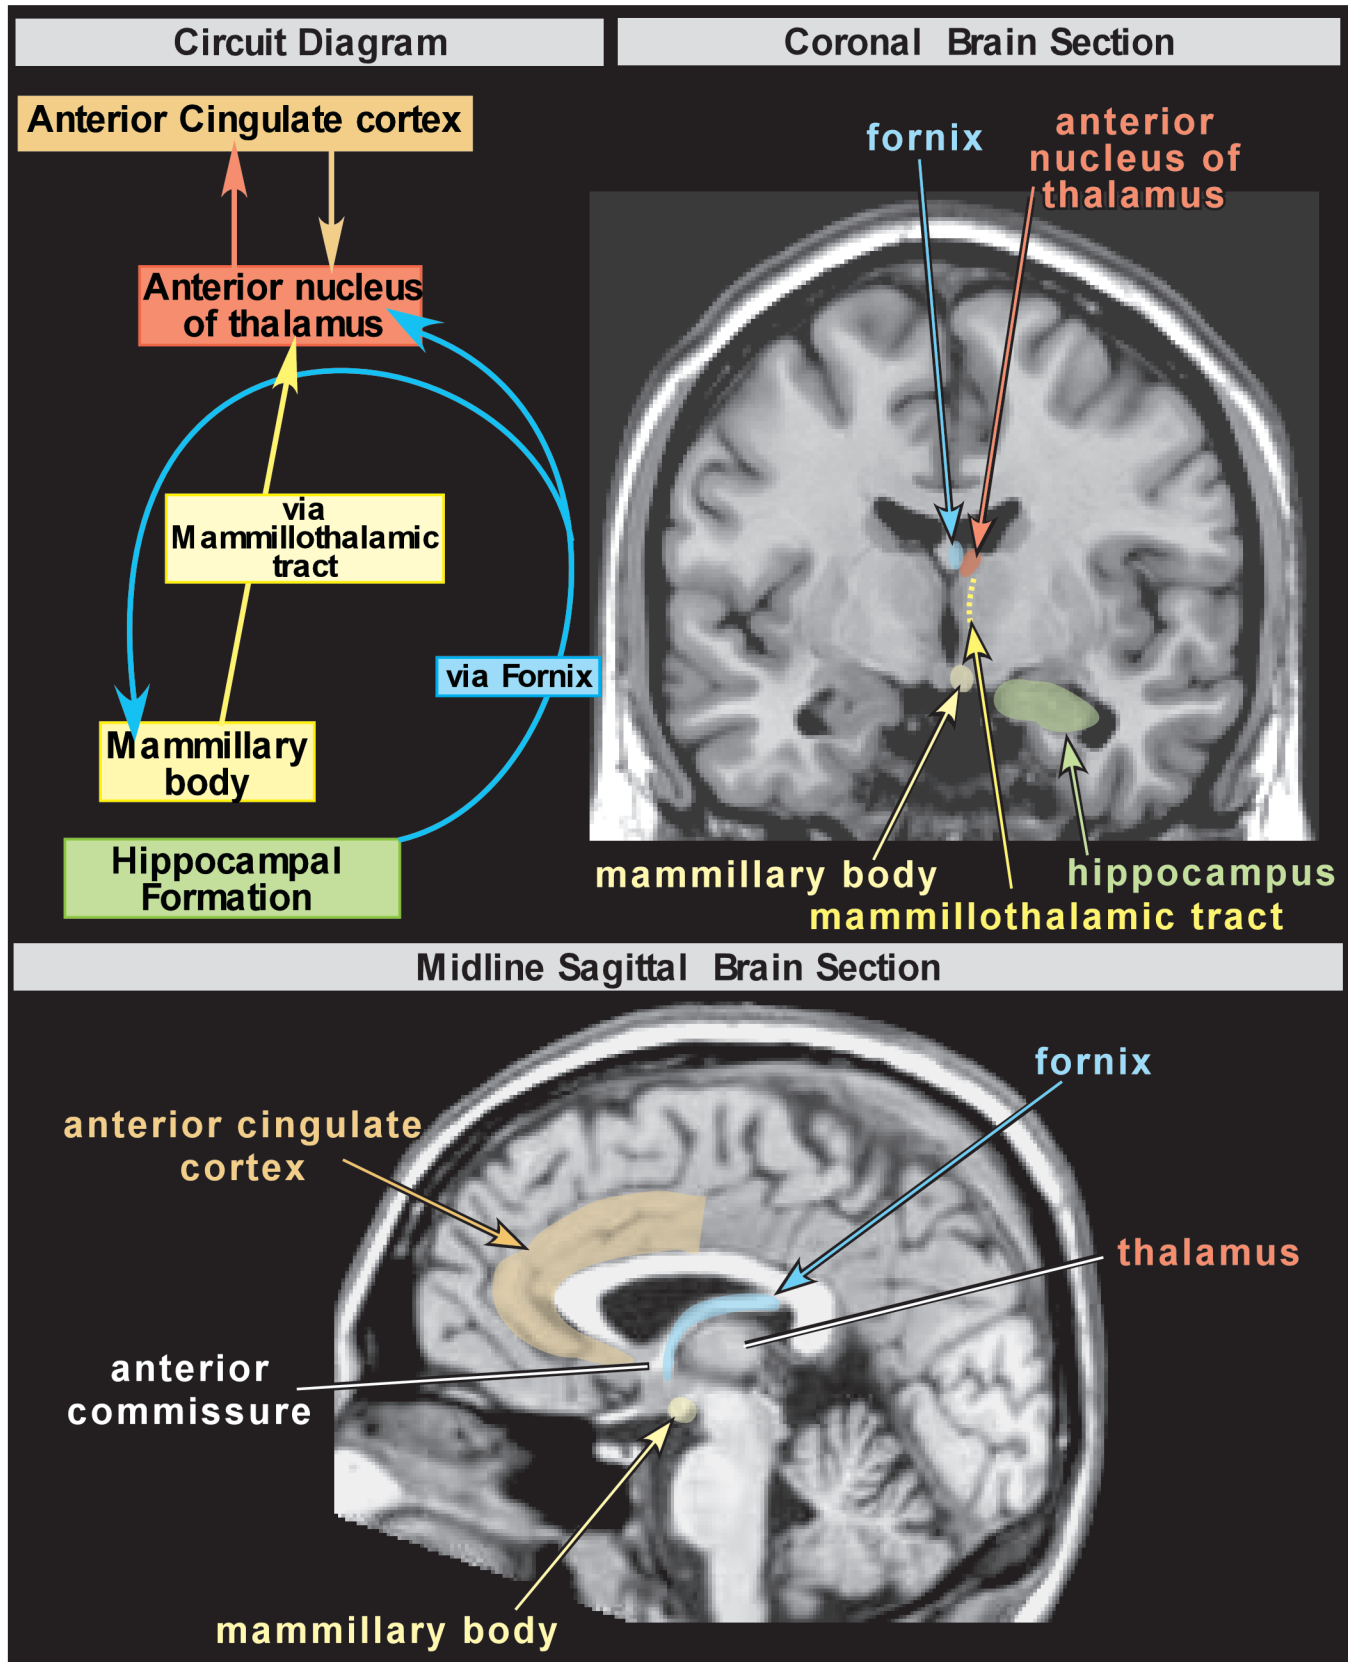 Circuit Diagram
Anterior Cingulate cortex
Anterior nucleus
of thalamus
via
Mammillothalamic
tract
via Fornix
Mammillary
body
Hippocampal
Formation
Coronal Brain Section
fornix
anterior
nucleus of
thalamus
mammillary body
hippocampus
mammillothalamic tract
Midline Sagittal Brain Section
fornix
anterior cingulate
cortex
thalamus
anterior
commissure
mammillary body